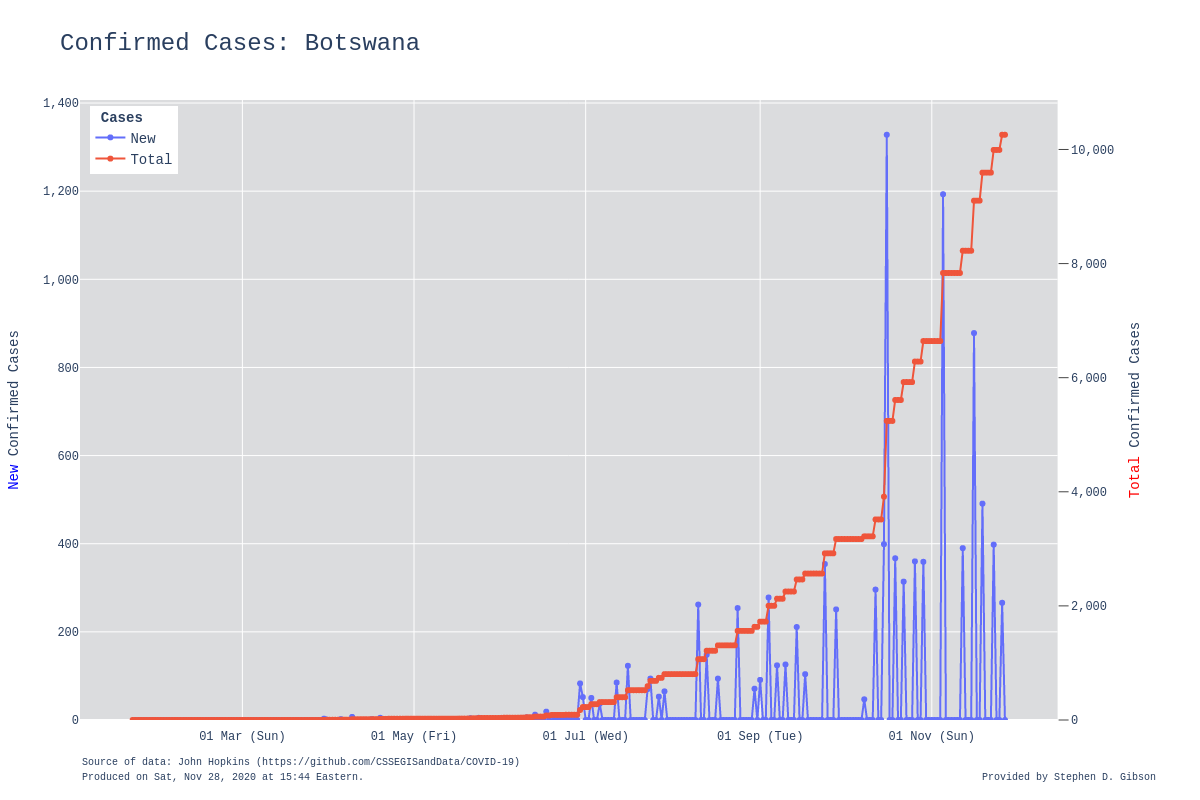 Confirmed Cases: Botswana
Cases
New
Total
1,400
1,200
1,000
800
600
400
200
0
New Confirmed Cases
10,000
8,000
6,000
4,000
2,000
0
Total Confirmed Cases
01 Mar (Sun)
01 May (Fri)
01 Jul (Wed)
01 Sep (Tue)
01 Nov (Sun)
Source of data: John Hopkins (https://github.com/CSSEGISandData/COVID-19)
Produced on Sat, Nov 28, 2020 at 15:44 Eastern.
Provided by Stephen D. Gibson